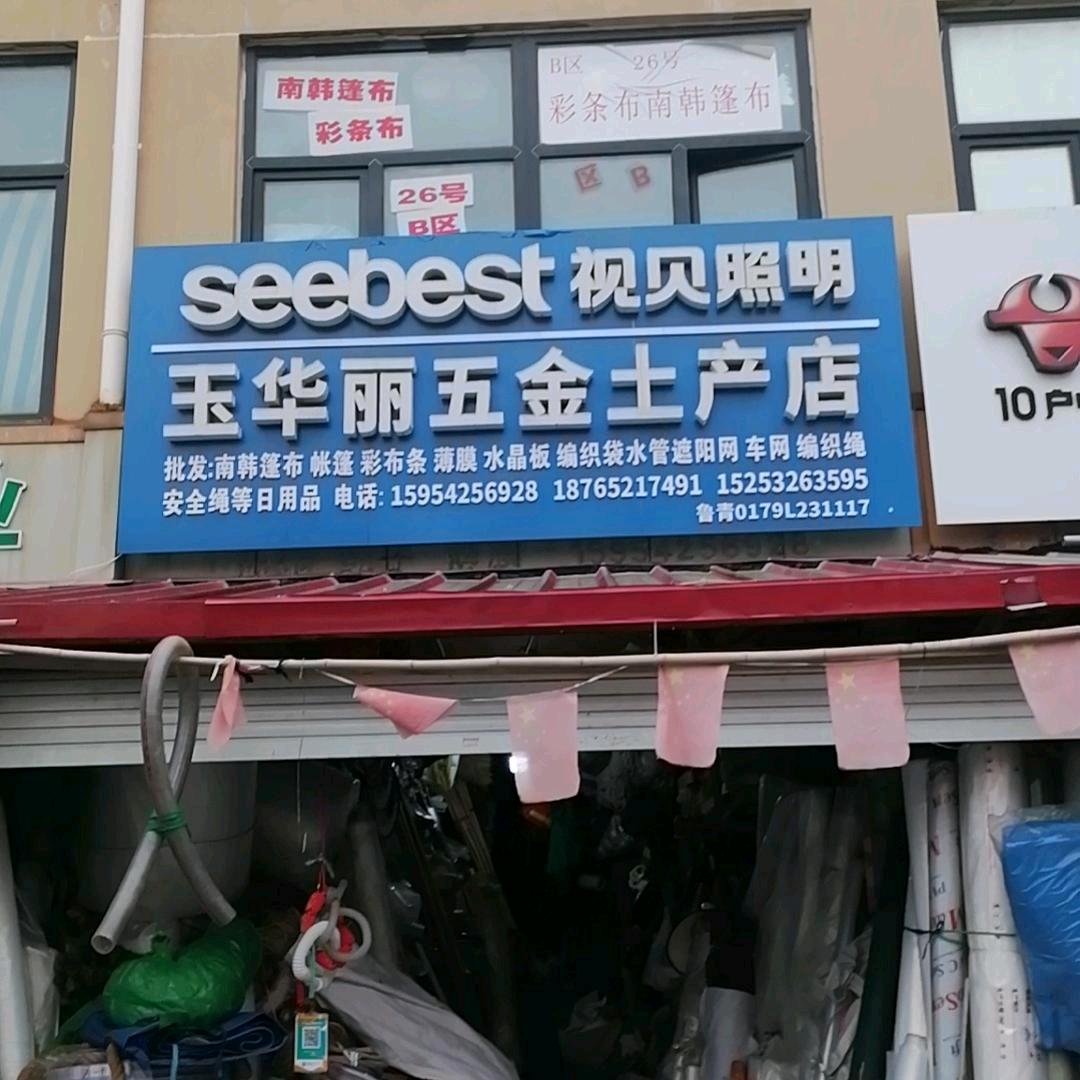 南韩篷布
彩条布
B区 26号
彩条布南韩篷布
26号
B区
区 B
seebest 视贝照明
玉华丽五金土产店
批发:南韩篷布 帐篷 彩布条 薄膜 水晶板 编织袋水管遮阳网 车网 编织绳
安全绳等日用品 电话: 15954256928 18765217491 15253263595
鲁青0179L231117
10户